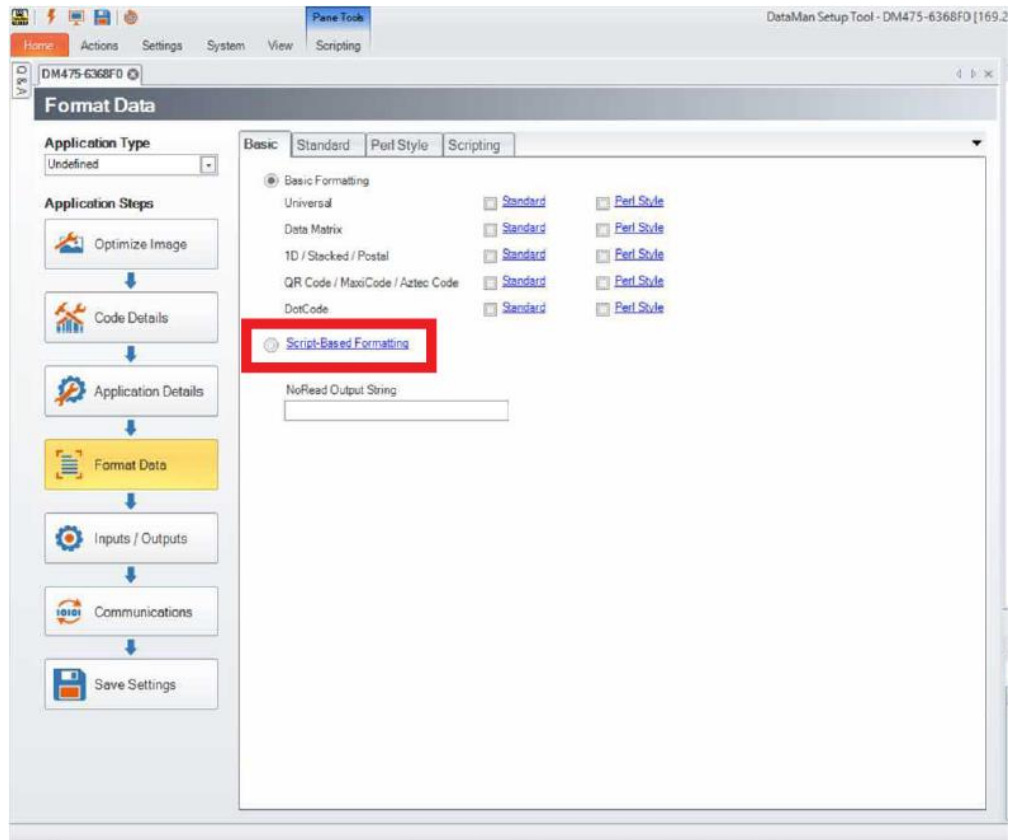 Pane Tools
DataMan Setup Tool - DM475-6368F0 [169.2
Home Actions Settings System View Scripting
Q & A
DM475-6368F0
Format Data
Application Type
Undefined
Application Steps
Optimize Image
Code Details
Application Details
Format Data
Inputs / Outputs
Communications
Save Settings
Basic Standard Perl Style Scripting
Basic Formatting
Universal Standard Perl Style
Data Matrix Standard Perl Style
1D / Stacked / Postal Standard Perl Style
QR Code / MaxiCode / Aztec Code Standard Perl Style
DotCode Standard Perl Style
Script-Based Formatting
NoRead Output String